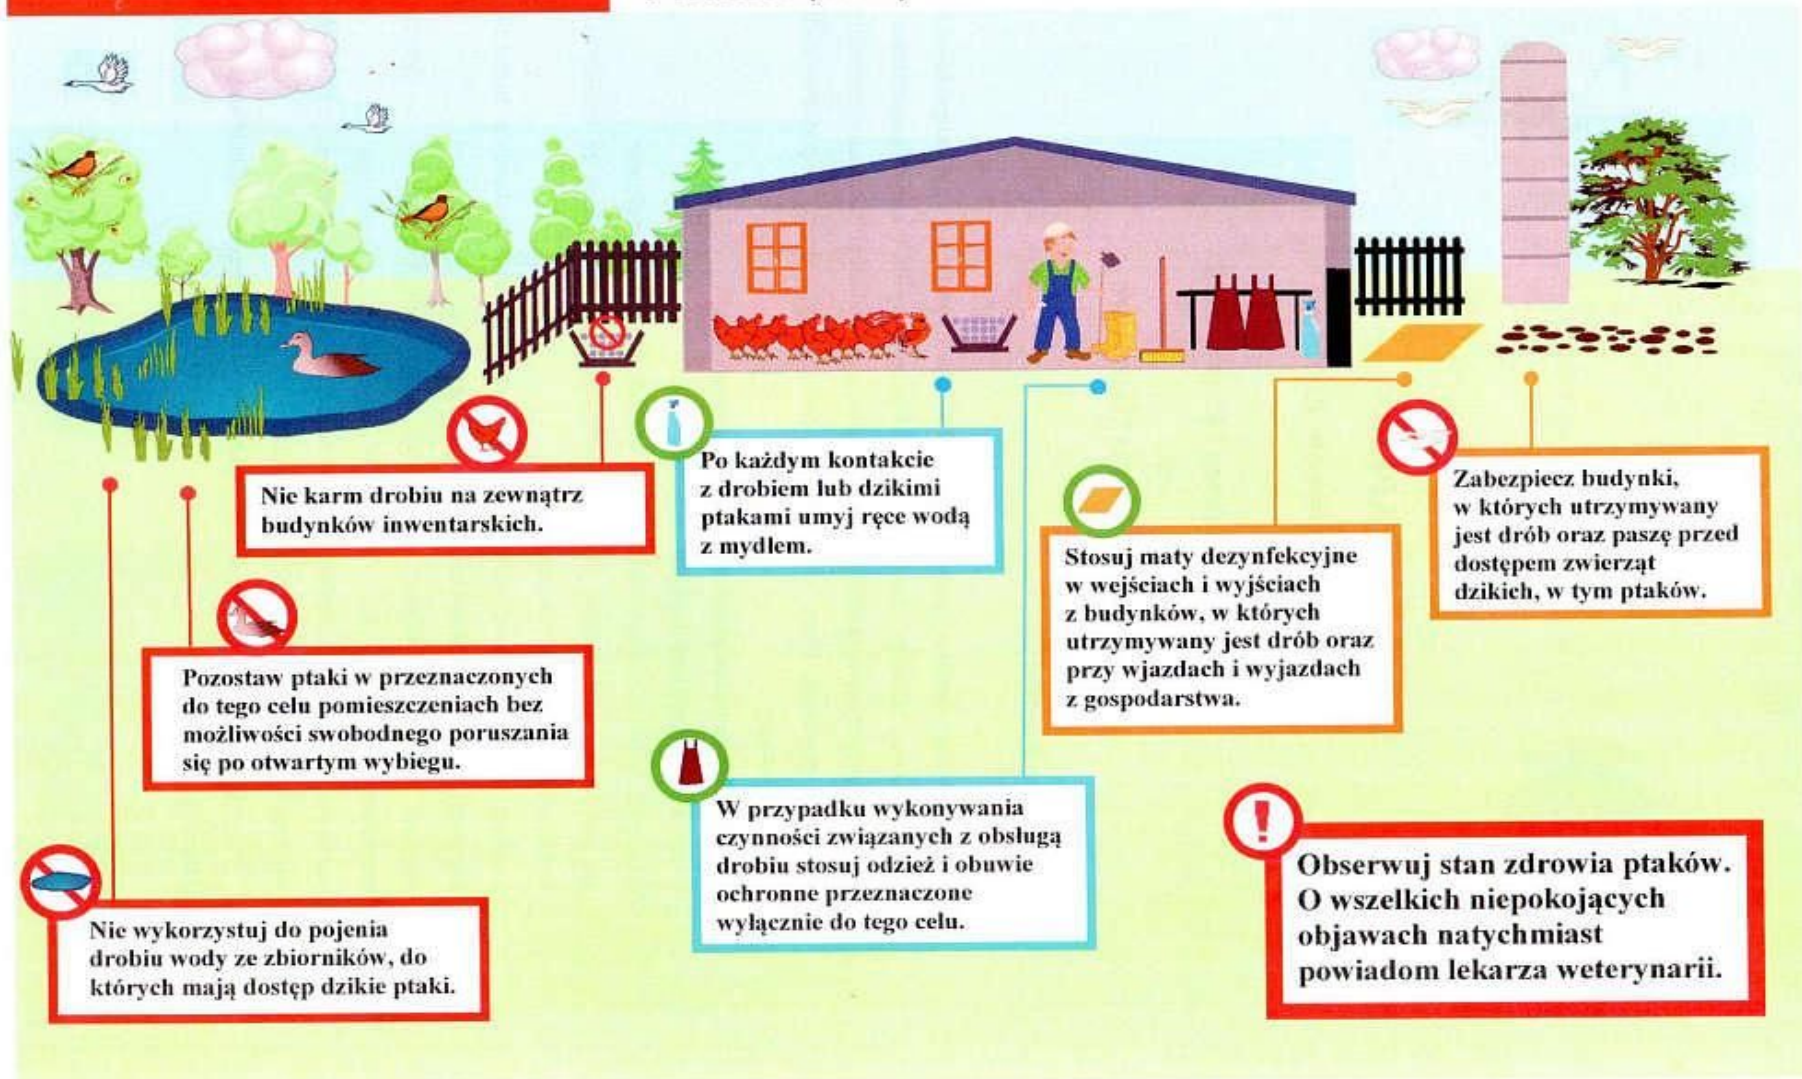 Nie karm drobiu na zewnątrz
budynków inwentarskich.
Po każdym kontakcie
z drobiem lub dzikimi
ptakami umyj ręce wodą
z mydłem.
Zabezpiecz budynki,
w których utrzymywany
jest drób oraz paszę przed
dostępem zwierząt
dzikich, w tym ptaków.
Stosuj maty dezynfekcyjne
w wejściach i wyjściach
z budynków, w których
utrzymywany jest drób oraz
przy wjazdach i wyjazdach
z gospodarstwa.
Pozostaw ptaki w przeznaczonych
do tego celu pomieszczeniach bez
możliwości swobodnego poruszania
się po otwartym wybiegu.
W przypadku wykonywania
czynności związanych z obsługą
drobiu stosuj odzież i obuwie
ochronne przeznaczone
wyłącznie do tego celu.
!
Obserwuj stan zdrowia ptaków.
O wszelkich niepokojących
objawach natychmiast
powiadom lekarza weterynarii.
Nie wykorzystuj do pojenia
drobiu wody ze zbiorników, do
których mają dostęp dzikie ptaki.